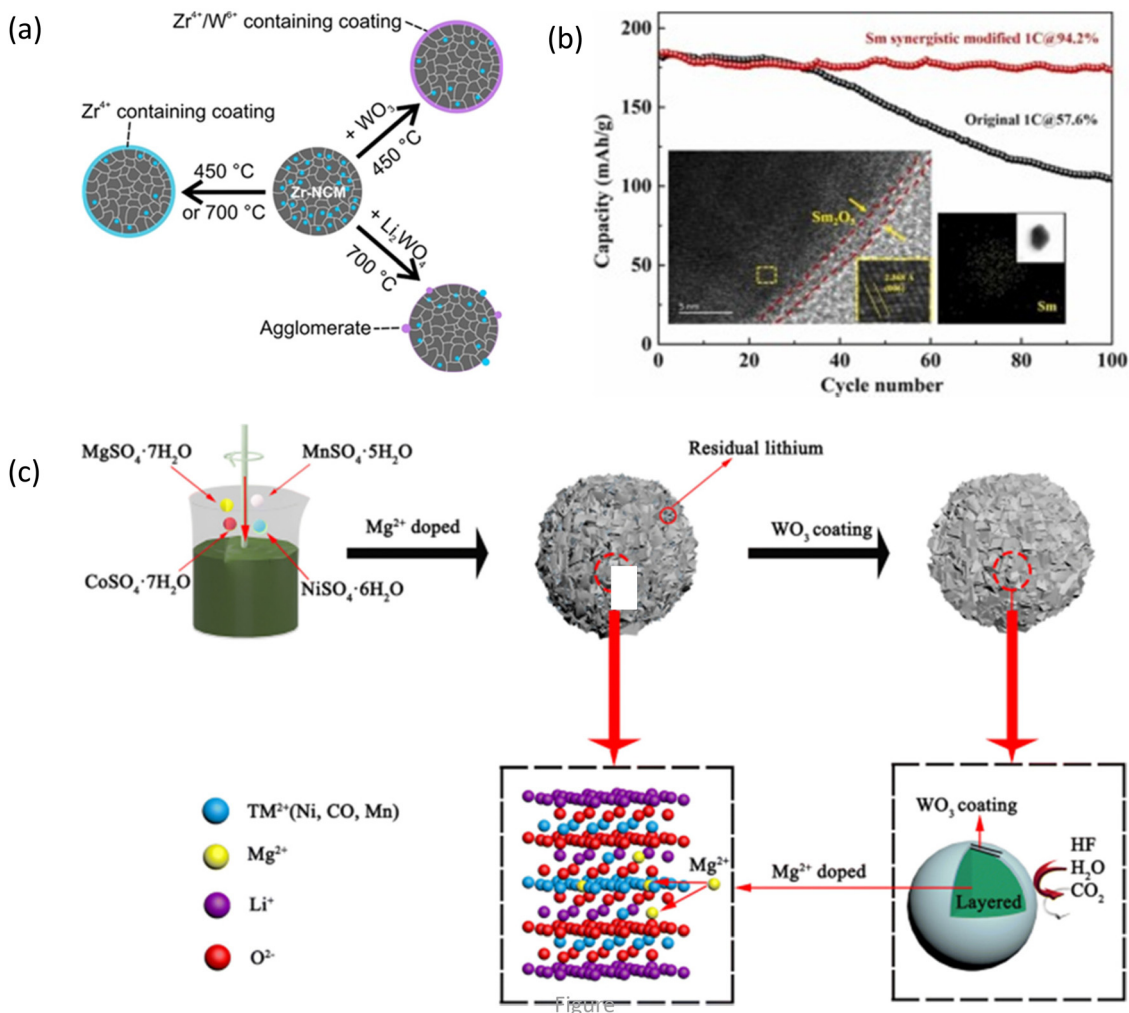 (a)
Zr⁴⁺/W⁶⁺ containing coating
Zr⁴⁺ containing coating
+ WO₃
450 °C
450 °C
or 700 °C
Zr-NCM
+ Li₂WO₄
700 °C
Agglomerate
(b)
200
150
100
50
0
Capacity (mAh/g)
Sm synergistic modified 1C@94.2%
Original 1C@57.6%
Sm₂O₃
5 nm
Sm
0 20 40 60 80 100
Cycle number
(c)
MgSO₄·7H₂O
MnSO₄·5H₂O
CoSO₄·7H₂O
NiSO₄·6H₂O
Mg²⁺ doped
Residual lithium
WO₃ coating
TM²⁺(Ni, CO, Mn)
Mg²⁺
Li⁺
O²⁻
Mg²⁺
Mg²⁺ doped
WO₃ coating
Layered
HF
H₂O
CO₂
Figure